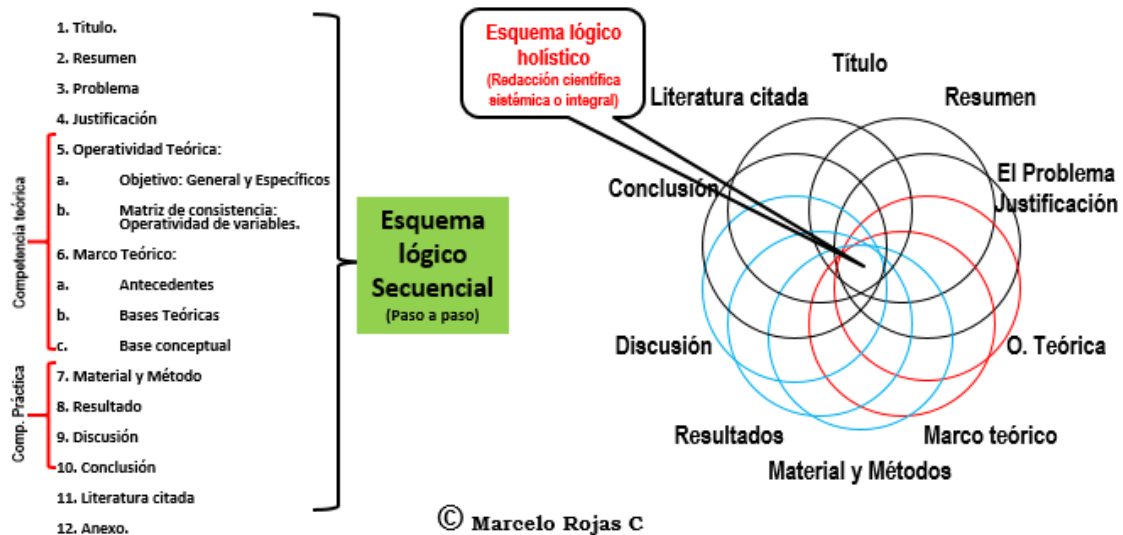 1. Titulo.
2. Resumen
3. Problema
4. Justificación
5. Operatividad Teórica:
a. Objetivo: General y Específicos
b. Matriz de consistencia:
Operatividad de variables.
6. Marco Teórico:
a. Antecedentes
b. Bases Teóricas
c. Base conceptual
7. Material y Método
8. Resultado
9. Discusión
10. Conclusión
11. Literatura citada
12. Anexo.
Competencia teórica
Comp. Práctica
Esquema
lógico
Secuencial
(Paso a paso)
Esquema lógico
holístico
(Redacción científica
sistémica o integral)
Título
Literatura citada
Resumen
Conclusión
El Problema
Justificación
Discusión
O. Teórica
Resultados
Marco teórico
Material y Métodos
© Marcelo Rojas C